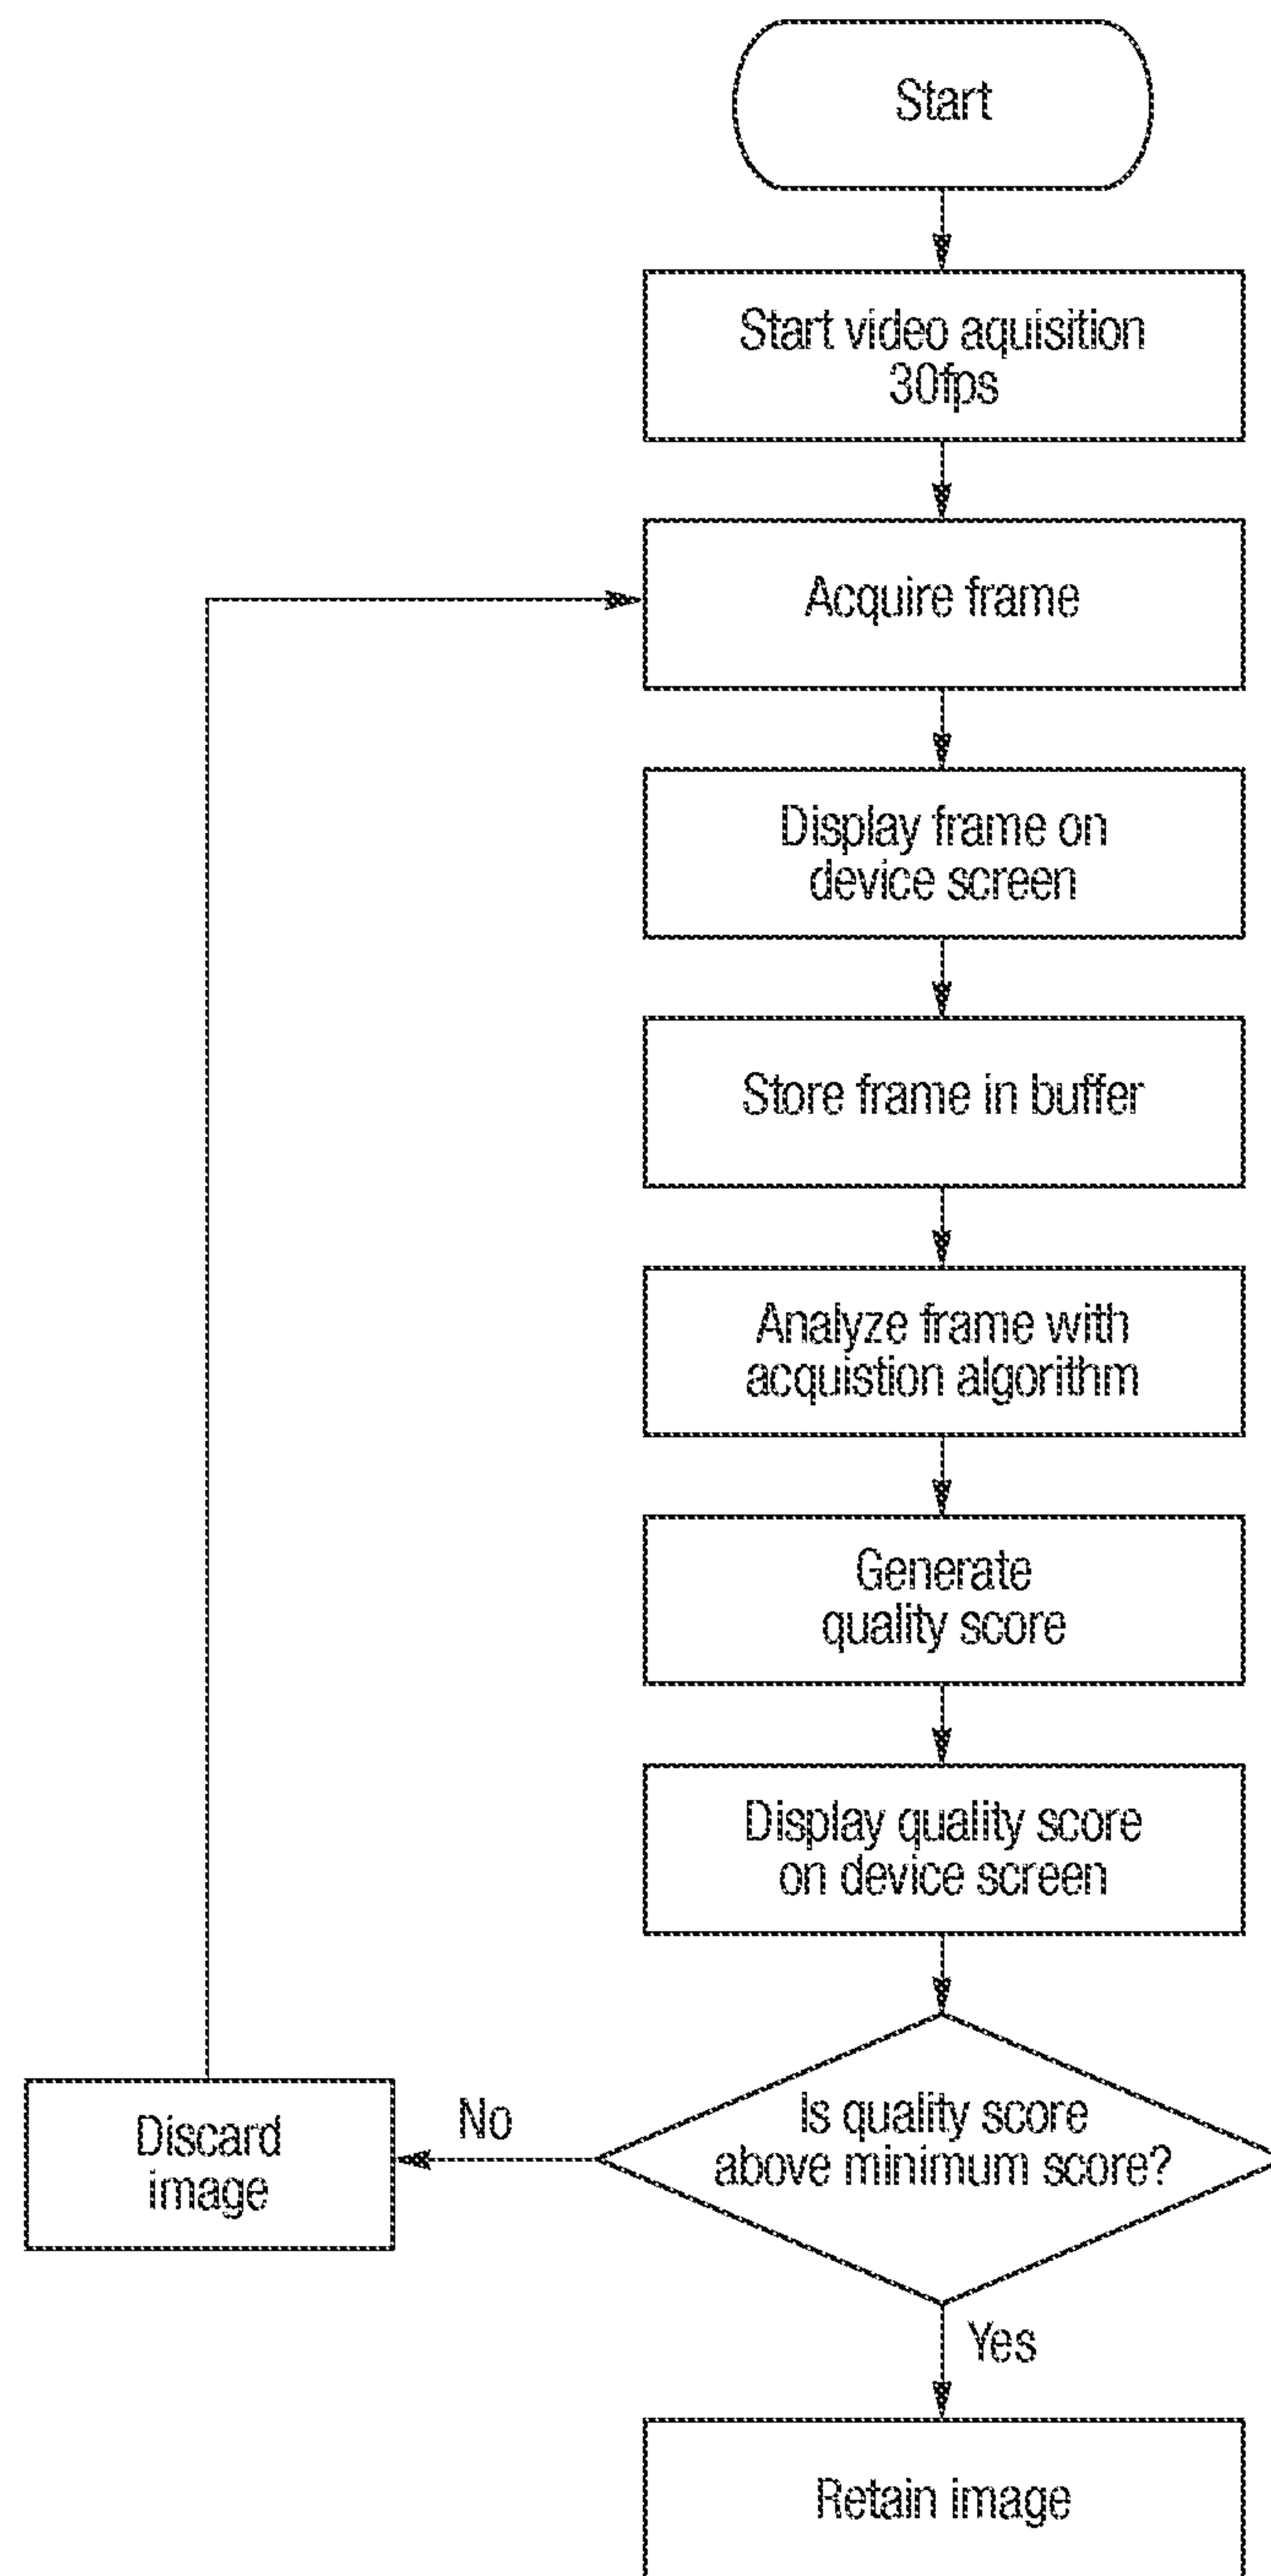 Start
Start video aquisition
30fps
Acquire frame
Display frame on
device screen
Store frame in buffer
Analyze frame with
acquistion algorithm
Generate
quality score
Display quality score
on device screen
Is quality score
above minimum score?
No
Discard
image
Yes
Retain image